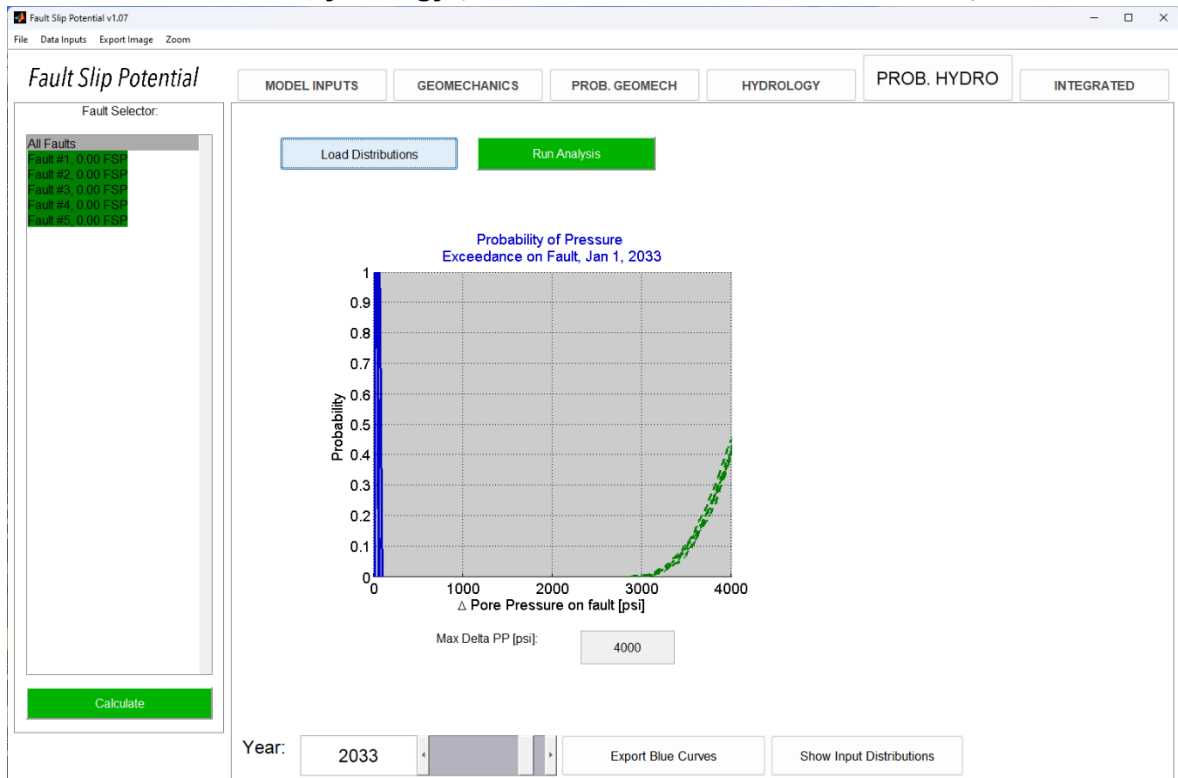 Fault Slip Potential v1.07
File Data Inputs Export Image Zoom
Fault Slip Potential
MODEL INPUTS GEOMECHANICS PROB. GEOMECH HYDROLOGY PROB. HYDRO INTEGRATED
Fault Selector:
All Faults
Fault #1, 0.00 FSP
Fault #2, 0.00 FSP
Fault #3, 0.00 FSP
Fault #4, 0.00 FSP
Fault #5, 0.00 FSP
Calculate
Load Distributions Run Analysis
Probability of Pressure
Exceedance on Fault, Jan 1, 2033
1
0.9
0.8
0.7
0.6
0.5
0.4
0.3
0.2
0.1
0
Probability
0 1000 2000 3000 4000
Δ Pore Pressure on fault [psi]
Max Delta PP [psi]: 4000
Year: 2033 Export Blue Curves Show Input Distributions